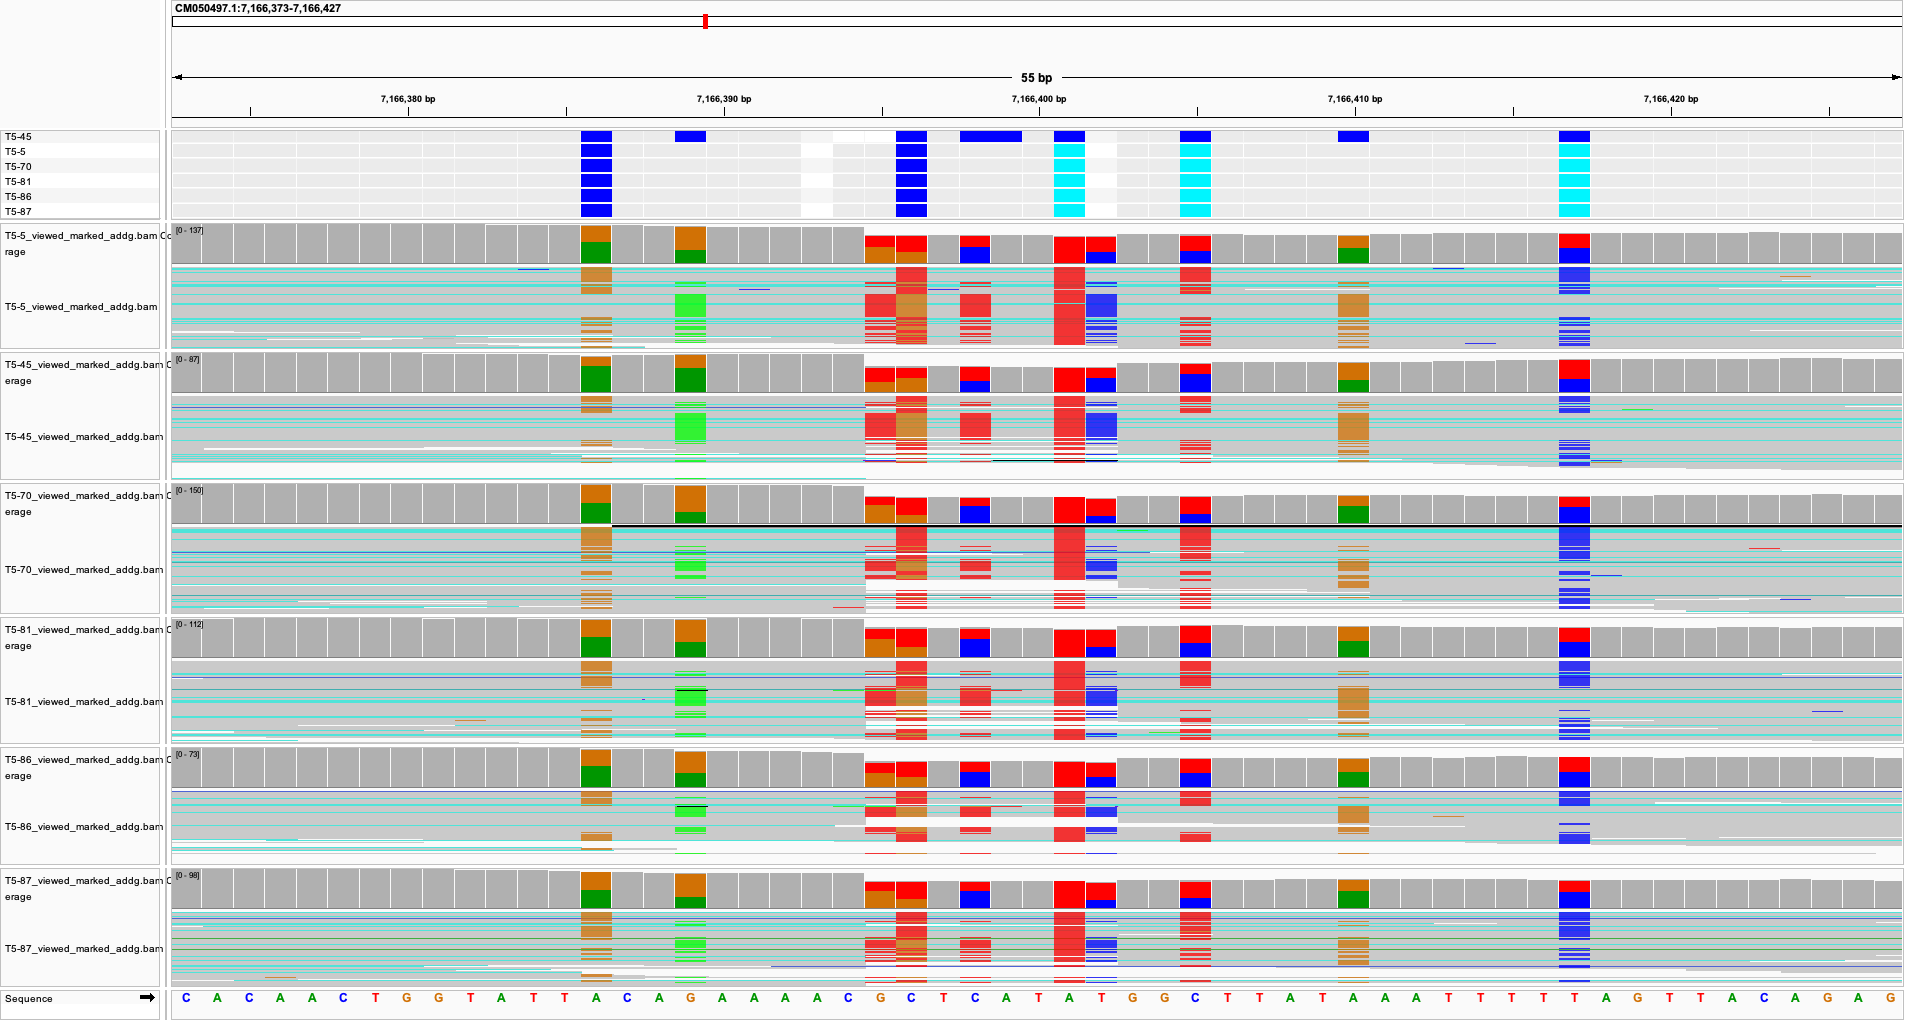 CM050497.1:7,166,373-7,166,427
55 bp
7,166,380 bp 7,166,390 bp 7,166,400 bp 7,166,410 bp 7,166,420 bp
T5-45
T5-5
T5-70
T5-81
T5-86
T5-87
T5-5_viewed_marked_addg.bam Co
rage
[0 - 137]
T5-5_viewed_marked_addg.bam
T5-45_viewed_marked_addg.bam C
erage
[0 - 87]
T5-45_viewed_marked_addg.bam
T5-70_viewed_marked_addg.bam C
erage
[0 - 150]
T5-70_viewed_marked_addg.bam
T5-81_viewed_marked_addg.bam C
erage
[0 - 112]
T5-81_viewed_marked_addg.bam
T5-86_viewed_marked_addg.bam C
erage
[0 - 73]
T5-86_viewed_marked_addg.bam
T5-87_viewed_marked_addg.bam C
erage
[0 - 98]
T5-87_viewed_marked_addg.bam
Sequence C A C A A C T G G T A T T A C A G A A A A C G C T C A T A T G G C T T A T A A A T T T T T A G T T A C A G A G